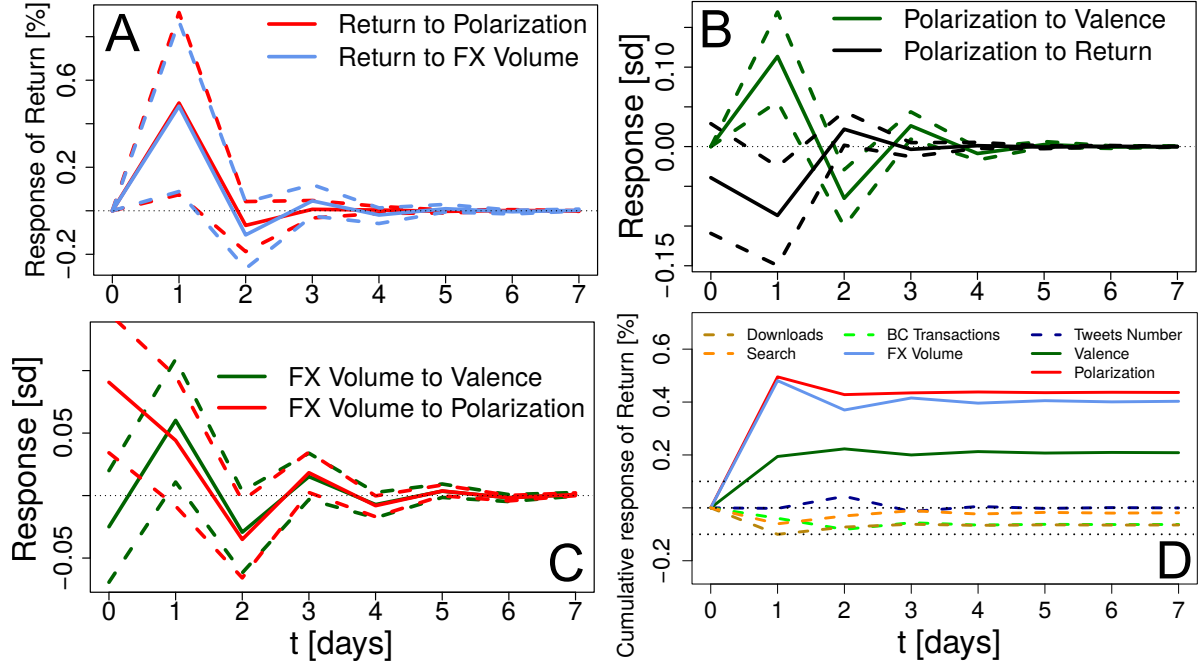 A
Return to Polarization
Return to FX Volume
Response of Return [%]
−0.2
0.2
0.6
0 1 2 3 4 5 6 7
B
Polarization to Valence
Polarization to Return
Response [sd]
−0.15
0.00
0.10
0 1 2 3 4 5 6 7
FX Volume to Valence
FX Volume to Polarization
Response [sd]
−0.05
0.05
C
0 1 2 3 4 5 6 7
t [days]
Downloads
Search
BC Transactions
FX Volume
Tweets Number
Valence
Polarization
Cumulative response of Return [%]
−0.2
0.0
0.2
0.4
0.6
D
0 1 2 3 4 5 6 7
t [days]